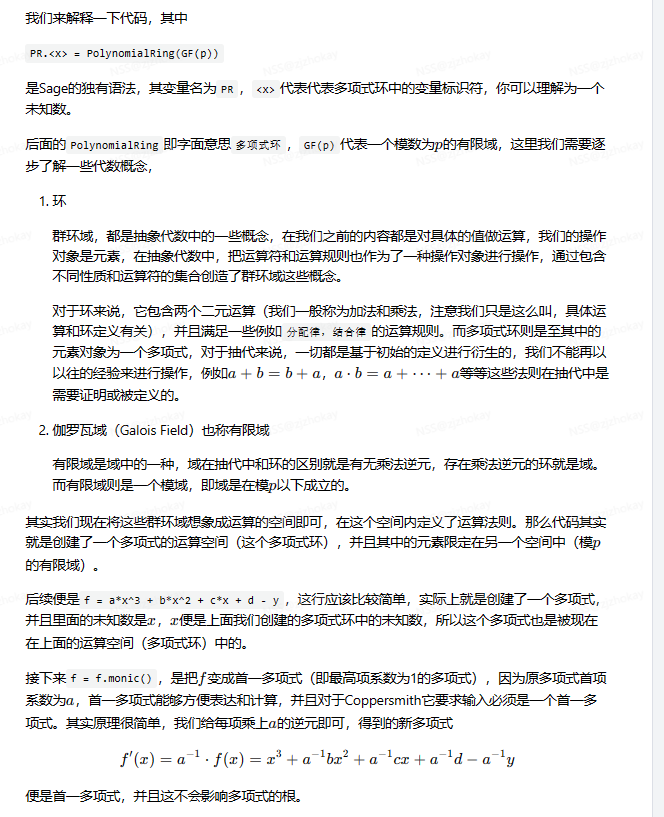 我们来解释一下代码，其中
PR.<x> = PolynomialRing(GF(p))
是Sage的独有语法，其变量名为 PR ， <x> 代表代表多项式环中的变量标识符，你可以理解为一个
未知数。
后面的 PolynomialRing 即字面意思 多项式环 ， GF(p) 代表一个模数为p的有限域，这里我们需要逐
步了解一些代数概念，
1. 环
群环域，都是抽象代数中的一些概念，在我们之前的内容都是对具体的值做运算，我们的操作
对象是元素，在抽象代数中，把运算符和运算规则也作为了一种操作对象进行操作，通过包含
不同性质和运算符的集合创造了群环域这些概念。
对于环来说，它包含两个二元运算（我们一般称为加法和乘法，注意我们只是这么叫，具体运
算和环定义有关），并且满足一些例如 分配律，结合律 的运算规则。而多项式环则是至其中的
元素对象为一个多项式，对于抽代来说，一切都是基于初始的定义进行衍生的，我们不能再以
以往的经验来进行操作，例如a + b = b + a，a · b = a + ··· + a等等这些法则在抽代中是
需要证明或被定义的。
2. 伽罗瓦域（Galois Field）也称有限域
有限域是域中的一种，域在抽代中和环的区别就是有无乘法逆元，存在乘法逆元的环就是域。
而有限域则是一个模域，即域是在模p以下成立的。
其实我们现在将这些群环域想象成运算的空间即可，在这个空间内定义了运算法则。那么代码其实
就是创建了一个多项式的运算空间（这个多项式环），并且其中的元素限定在另一个空间中（模p
的有限域）。
后续便是 f = a*x^3 + b*x^2 + c*x + d - y ，这行应该比较简单，实际上就是创建了一个多项式，
并且里面的未知数是x，x便是上面我们创建的多项式环中的未知数，所以这个多项式也是被现在
在上面的运算空间（多项式环）中的。
接下来 f = f.monic() ，是把f变成首一多项式（即最高项系数为1的多项式），因为原多项式首项
系数为a，首一多项式能够方便表达和计算，并且对于Coppersmith它要求输入必须是一个首一多
项式。其实原理很简单，我们给每项乘上a的逆元即可，得到的新多项式
f′(x) = a⁻¹ · f(x) = x³ + a⁻¹bx² + a⁻¹cx + a⁻¹d − a⁻¹y
便是首一多项式，并且这不会影响多项式的根。